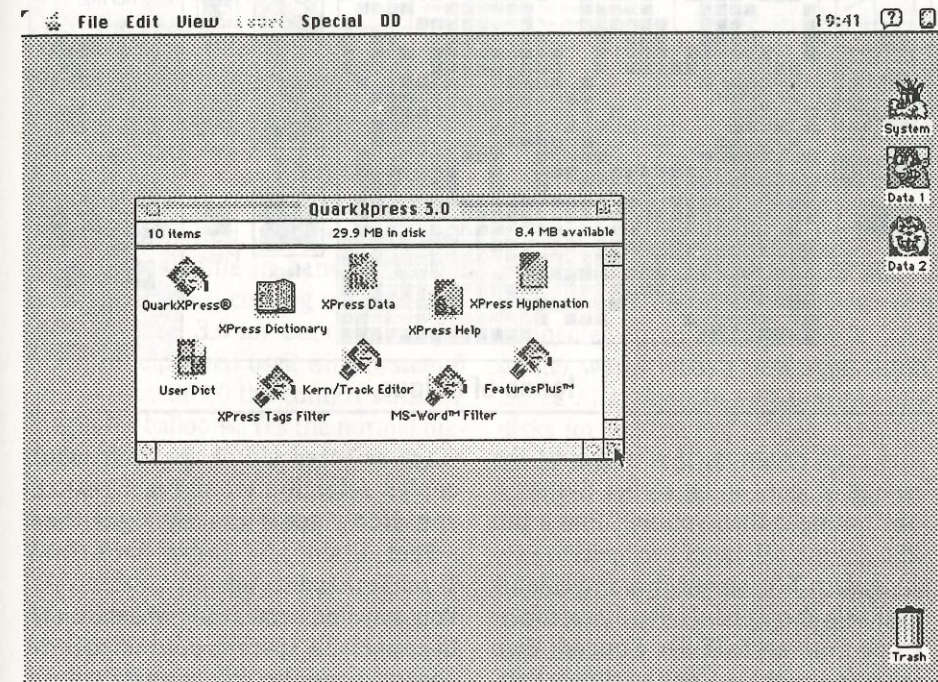 File Edit View Special DD 19:41
System
Data 1
Data 2
QuarkXpress 3.0
10 items 29.9 MB in disk 8.4 MB available
QuarkXPress® XPress Data XPress Hyphenation
XPress Dictionary XPress Help
User Dict Kern/Track Editor FeaturesPlus™
XPress Tags Filter MS-Word™ Filter
Trash